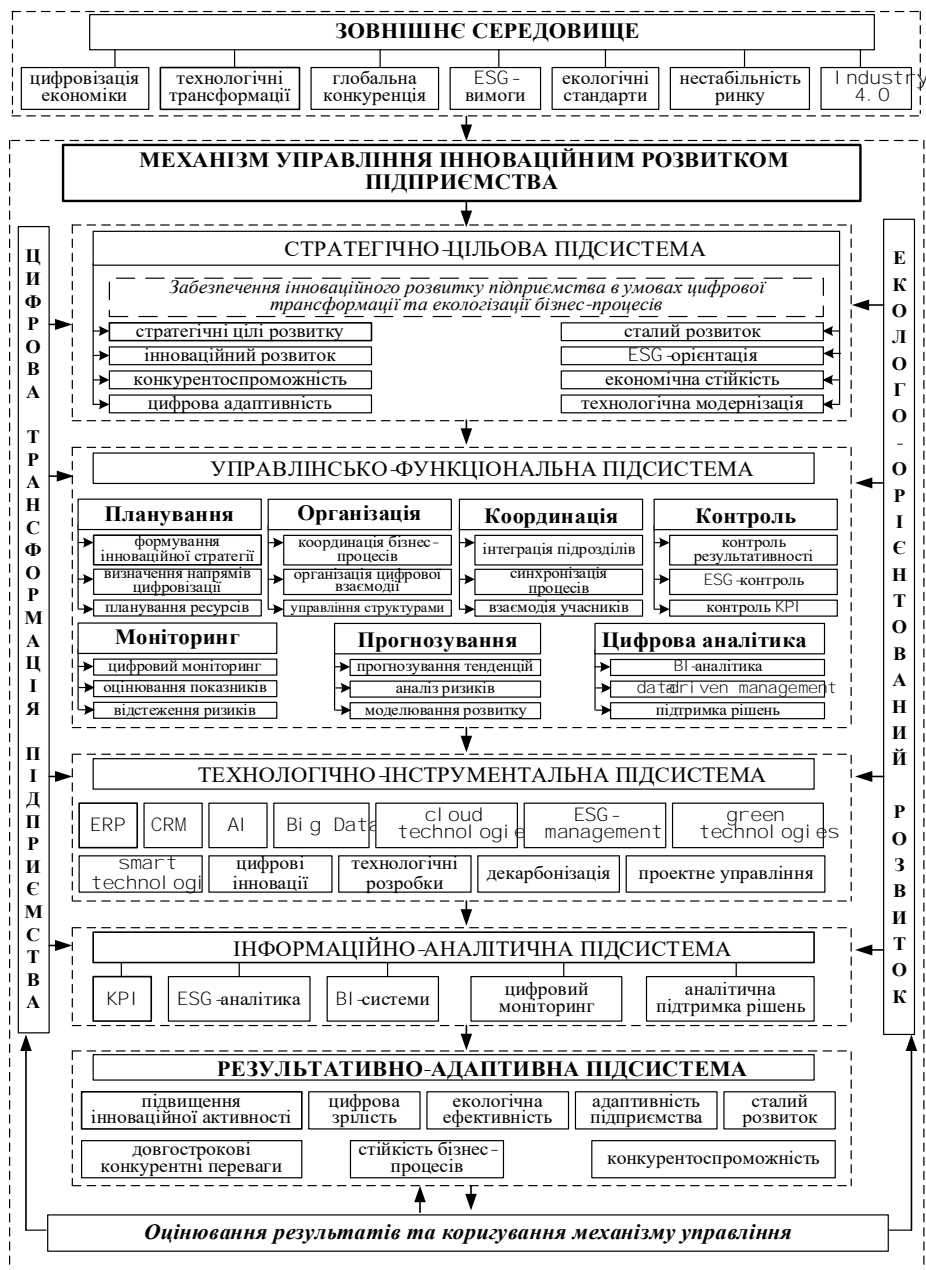 ЗОВНІШНЄ СЕРЕДОВИЩЕ
цифровізація
економіки
технологічні
трансформації
глобальна
конкуренція
ESG-
вимоги
екологічні
стандарти
нестабільність
ринку
Industry
4.0
МЕХАНІЗМ УПРАВЛІННЯ ІННОВАЦІЙНИМ РОЗВИТКОМ
ПІДПРИЄМСТВА
ЦИФРОВА ТРАНСФОРМАЦІЯ ПІДПРИЄМСТВА
СТРАТЕГІЧНО-ЦІЛЬОВА ПІДСИСТЕМА
Забезпечення інноваційного розвитку підприємства в умовах цифрової
трансформації та екологізації бізнес-процесів
стратегічні цілі розвитку
інноваційний розвиток
конкурентоспроможність
цифрова адаптивність
сталий розвиток
ESG-орієнтація
економічна стійкість
технологічна модернізація
УПРАВЛІНСЬКО-ФУНКЦІОНАЛЬНА ПІДСИСТЕМА
Планування
формування
інноваційної стратегії
визначення напрямів
цифровізації
планування ресурсів
Організація
координація бізнес-
процесів
організація цифрової
взаємодії
управління структурами
Координація
інтеграція підрозділів
синхронізація
процесів
взаємодія учасників
Контроль
контроль
результативності
ESG-контроль
контроль KPI
Моніторинг
цифровий моніторинг
оцінювання показників
відстеження ризиків
Прогнозування
прогнозування тенденцій
аналіз ризиків
моделювання розвитку
Цифрова аналітика
BI-аналітика
data-driven management
підтримка рішень
ТЕХНОЛОГІЧНО-ІНСТРУМЕНТАЛЬНА ПІДСИСТЕМА
ERP
CRM
AI
Big Data
cloud
technologie
ESG-
management
green
technologies
smart
technologi
цифрові
інновації
технологічні
розробки
декарбонізація
проектне управління
ІНФОРМАЦІЙНО-АНАЛІТИЧНА ПІДСИСТЕМА
KPI
ESG-аналітика
BI-системи
цифровий
моніторинг
аналітична
підтримка рішень
РЕЗУЛЬТАТИВНО-АДАПТИВНА ПІДСИСТЕМА
підвищення
інноваційної активності
цифрова
зрілість
екологічна
ефективність
адаптивність
підприємства
сталий
розвиток
довгострокові
конкурентні переваги
стійкість бізнес-
процесів
конкурентоспроможність
ЕКОЛОГО-ОРІЄНТОВАНИЙ РОЗВИТОК
Оцінювання результатів та коригування механізму управління